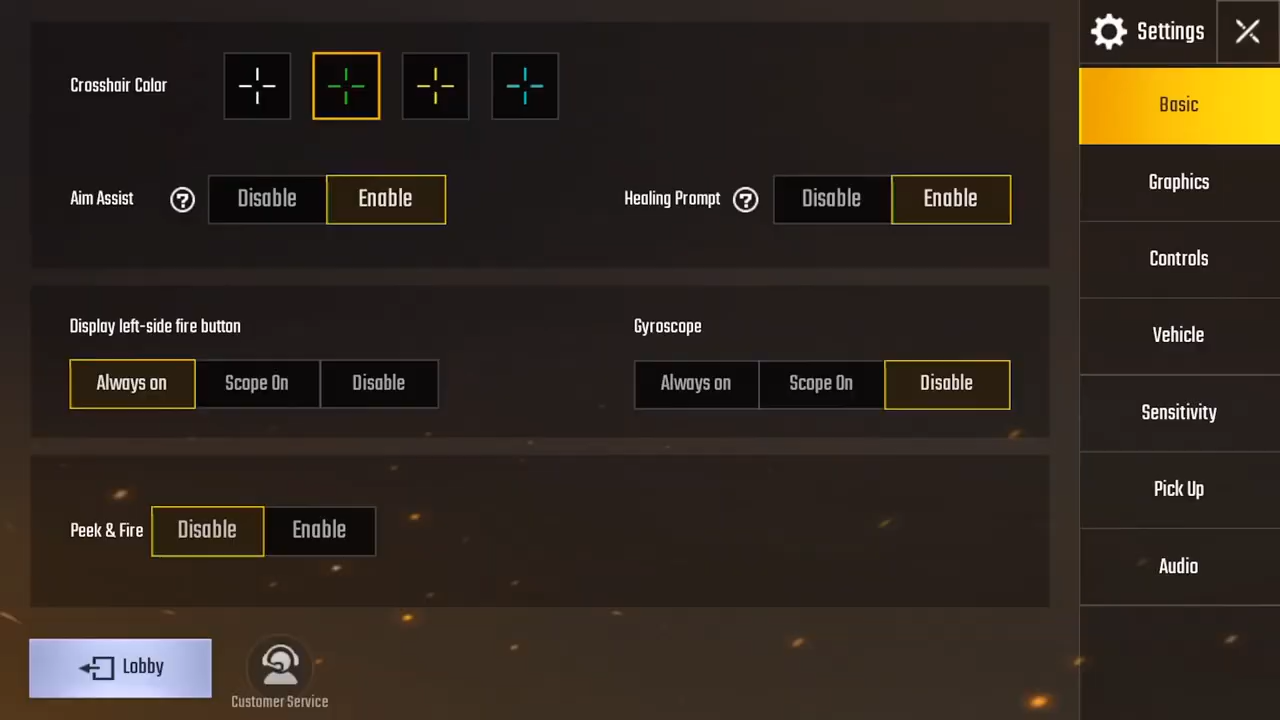 Settings
Crosshair Color
Basic
Aim Assist ? Disable Enable Healing Prompt ? Disable Enable
Graphics
Controls
Display left-side fire button Gyroscope
Vehicle
Always on Scope On Disable Always on Scope On Disable
Sensitivity
Pick Up
Peek & Fire Disable Enable
Audio
Lobby
Customer Service